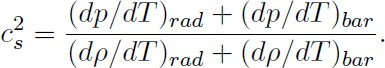 c_s^2 = \frac{(dp/dT)_{rad} + (dp/dT)_{bar}}{(d\rho/dT)_{rad} + (d\rho/dT)_{bar}}.